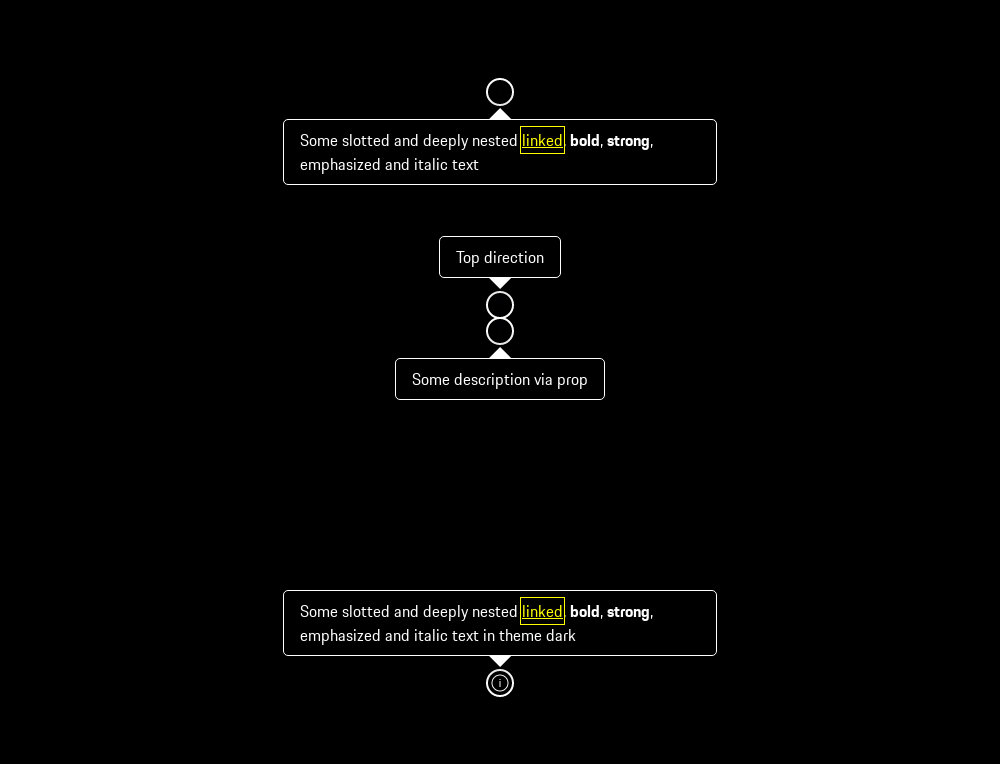 Some slotted and deeply nested linked, bold, strong,
emphasized and italic text
Top direction
Some description via prop
Some slotted and deeply nested linked, bold, strong,
emphasized and italic text in theme dark
i